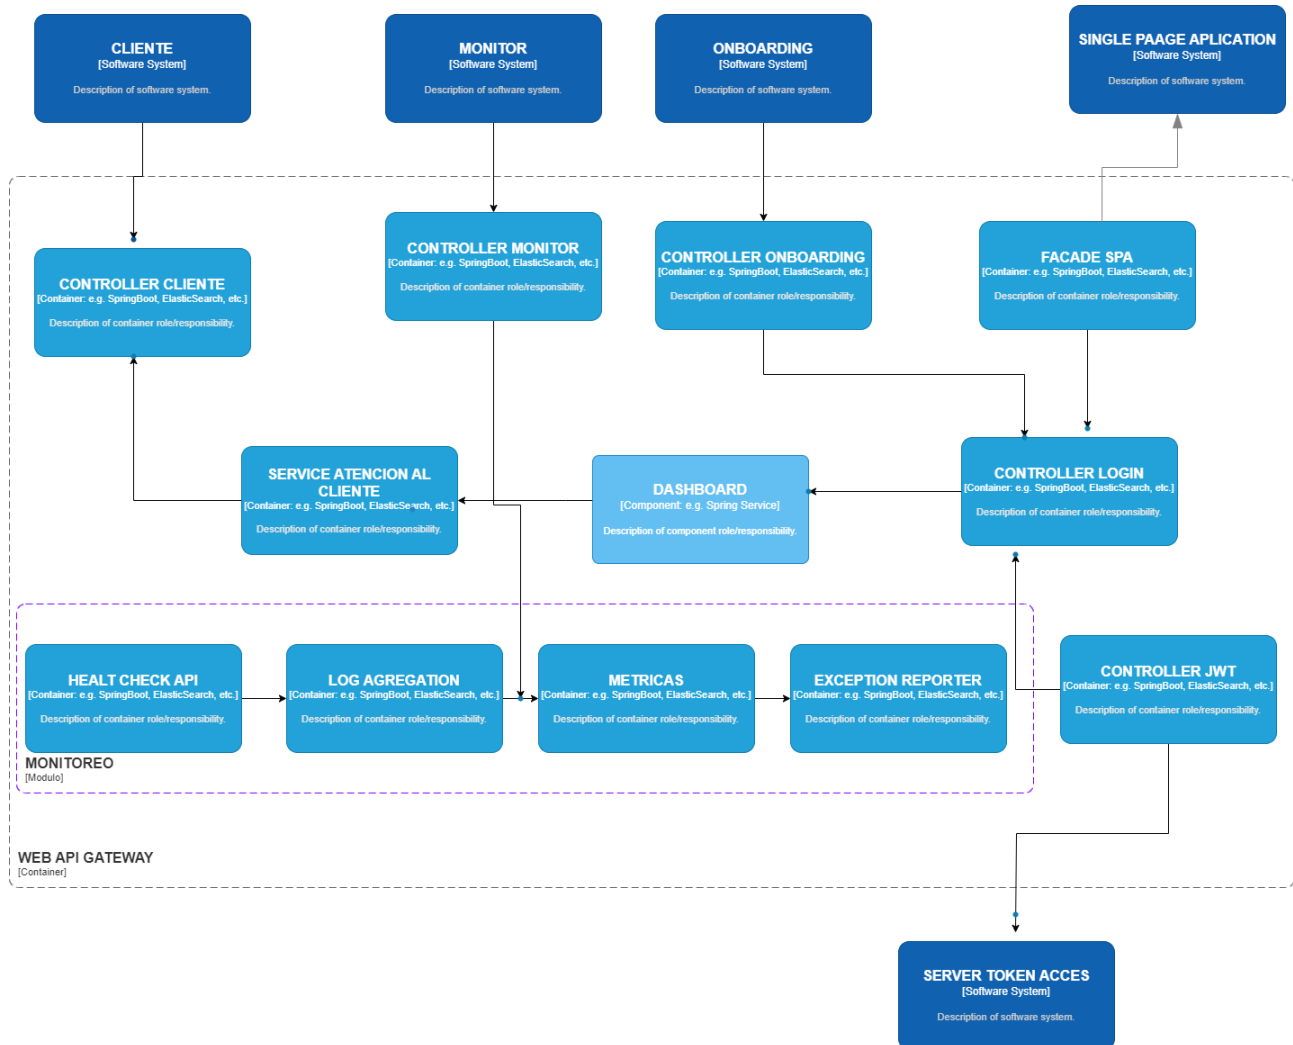 CLIENTE
[Software System]
Description of software system.
MONITOR
[Software System]
Description of software system.
ONBOARDING
[Software System]
Description of software system.
SINGLE PAAGE APLICATION
[Software System]
Description of software system.
CONTROLLER CLIENTE
[Container: e.g. SpringBoot, ElasticSearch, etc.]
Description of container role/responsibility.
CONTROLLER MONITOR
[Container: e.g. SpringBoot, ElasticSearch, etc.]
Description of container role/responsibility.
CONTROLLER ONBOARDING
[Container: e.g. SpringBoot, ElasticSearch, etc.]
Description of container role/responsibility.
FACADE SPA
[Container: e.g. SpringBoot, ElasticSearch, etc.]
Description of container role/responsibility.
SERVICE ATENCION AL
CLIENTE
[Container: e.g. SpringBoot, ElasticSearch, etc.]
Description of container role/responsibility.
DASHBOARD
[Component: e.g. Spring Service]
Description of component role/responsibility.
CONTROLLER LOGIN
[Container: e.g. SpringBoot, ElasticSearch, etc.]
Description of container role/responsibility.
HEALT CHECK API
[Container: e.g. SpringBoot, ElasticSearch, etc.]
Description of container role/responsibility.
LOG AGREGATION
[Container: e.g. SpringBoot, ElasticSearch, etc.]
Description of container role/responsibility.
METRICAS
[Container: e.g. SpringBoot, ElasticSearch, etc.]
Description of container role/responsibility.
EXCEPTION REPORTER
[Container: e.g. SpringBoot, ElasticSearch, etc.]
Description of container role/responsibility.
CONTROLLER JWT
[Container: e.g. SpringBoot, ElasticSearch, etc.]
Description of container role/responsibility.
MONITOREO
[Modulo]
WEB API GATEWAY
[Container]
SERVER TOKEN ACCES
[Software System]
Description of software system.